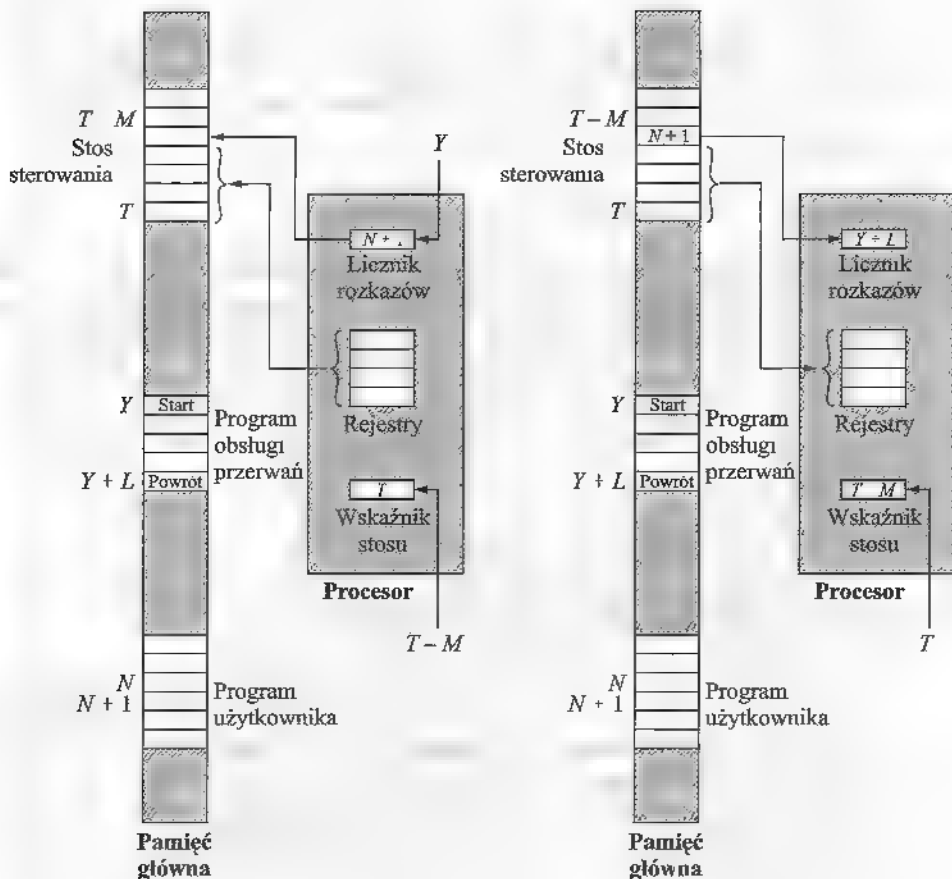 T M
Stos
sterowania
T
Y
N +
Licznik
rozkazów
Rejestry
T
Wskaźnik
stosu
Procesor
T – M
Y
Start
Program
obsługi
przerwań
Y + L
Powrót
N
N + 1
Program
użytkownika
Pamięć
główna
T – M
N + 1
Stos
sterowania
T
Y + L
Licznik
rozkazów
Rejestry
T M
Wskaźnik
stosu
Procesor
T
Y
Start
Program
obsługi
przerwań
Y + L
Powrót
N
N + 1
Program
użytkownika
Pamięć
główna